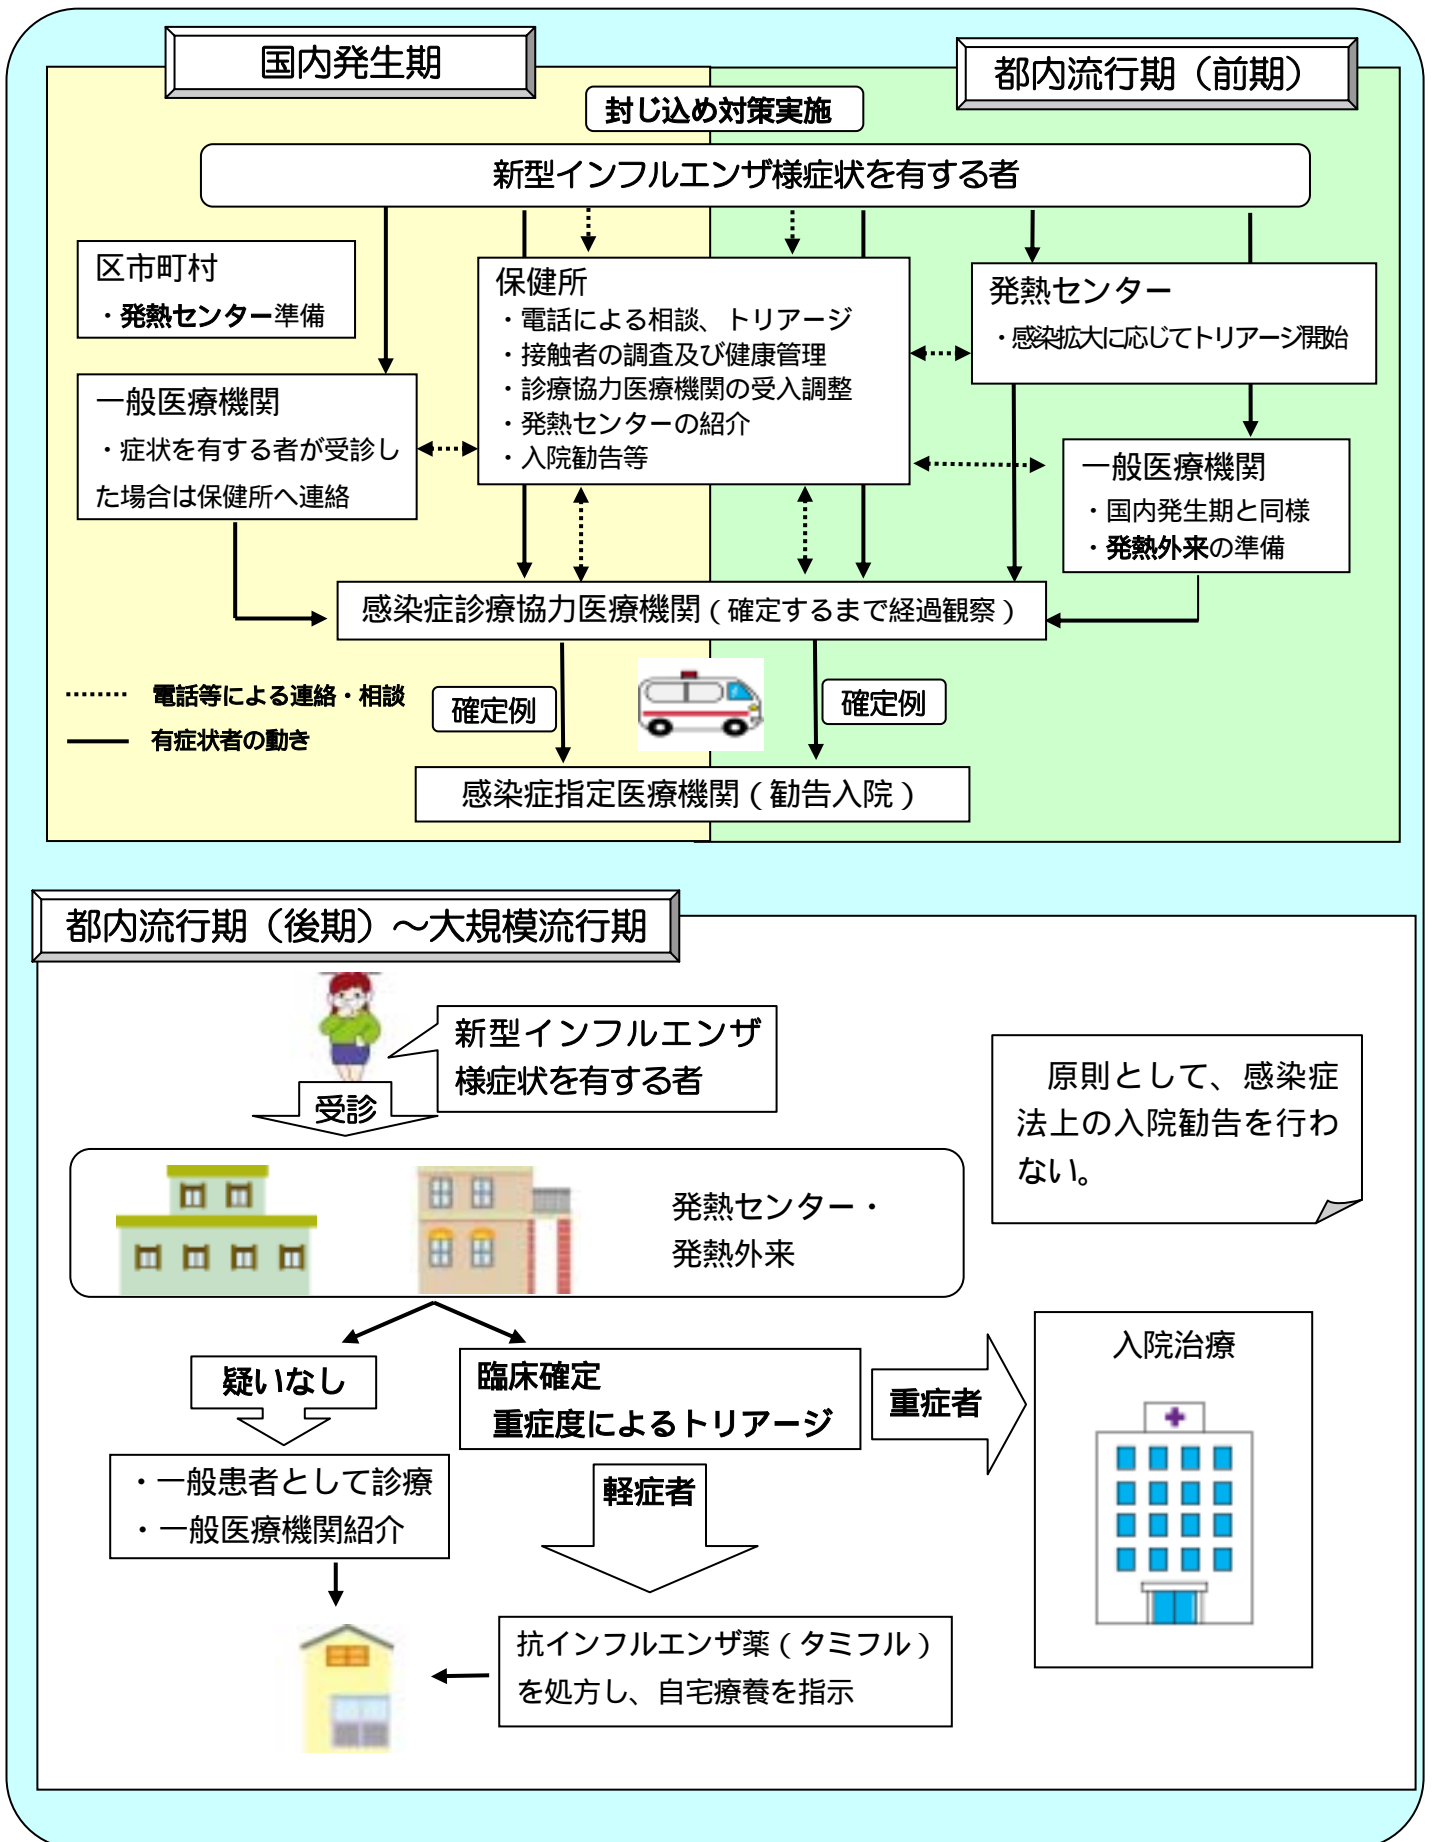 国内発生期
都内流行期（前期）
封じ込め対策実施
新型インフルエンザ様症状を有する者
区市町村
・発熱センター準備
保健所
・電話による相談、トリアージ
・接触者の調査及び健康管理
・診療協力医療機関の受入調整
・発熱センターの紹介
・入院勧告等
発熱センター
・感染拡大に応じてトリアージ開始
一般医療機関
・症状を有する者が受診し
た場合は保健所へ連絡
一般医療機関
・国内発生期と同様
・発熱外来の準備
感染症診療協力医療機関（確定するまで経過観察）
電話等による連絡・相談
有症状者の動き
確定例
確定例
感染症指定医療機関（勧告入院）
都内流行期（後期）～大規模流行期
新型インフルエンザ
様症状を有する者
受診
原則として、感染症
法上の入院勧告を行わ
ない。
発熱センター・
発熱外来
疑いなし
臨床確定
重症度によるトリアージ
重症者
入院治療
・一般患者として診療
・一般医療機関紹介
軽症者
抗インフルエンザ薬（タミフル）
を処方し、自宅療養を指示